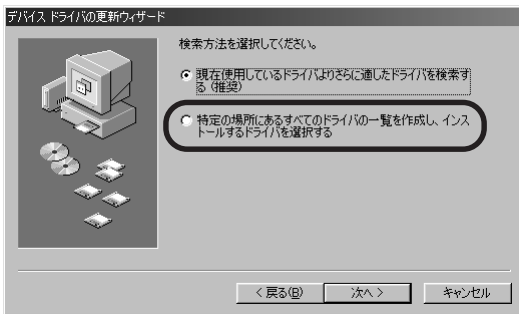 デバイス ドライバの更新ウィザード
検索方法を選択してください。
現在使用しているドライバよりさらに適したドライバを検索す
る (推奨)
特定の場所にあるすべてのドライバの一覧を作成し、インス
トールするドライバを選択する
< 戻る(B)
次へ >
キャンセル